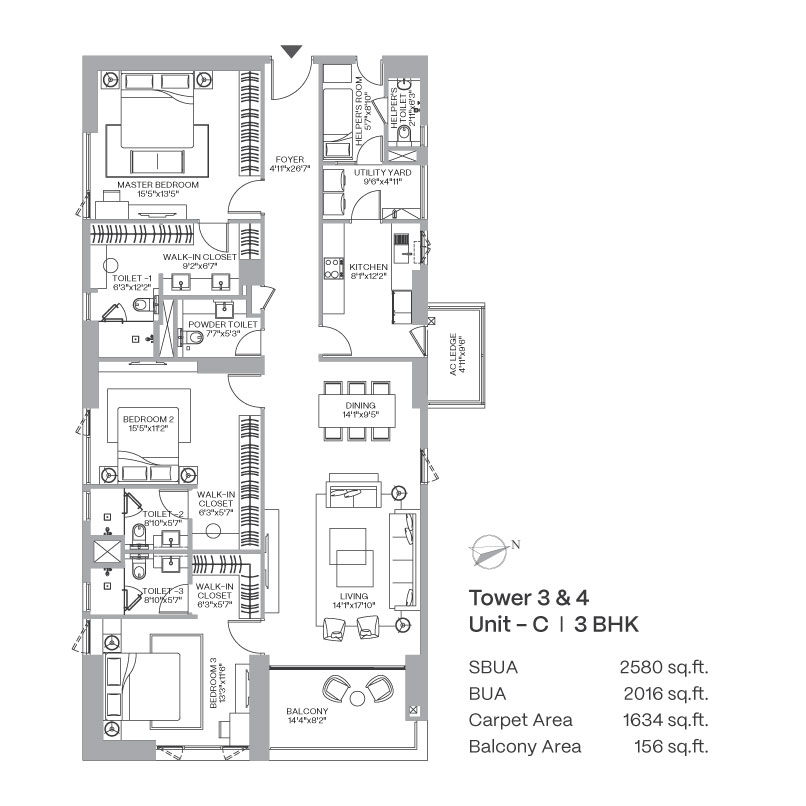 HELPER'S ROOM
5'7"x8'10"
HELPER'S
TOILET
2'11"x6'3"
FOYER
4'11"x26'7"
MASTER BEDROOM
15'5"x13'5"
UTILITY YARD
9'6"x4'11"
WALK-IN CLOSET
9'2"x6'7"
TOILET -1
6'3"x12'2"
KITCHEN
8'1"x12'2"
POWDER TOILET
7'7"x5'3"
AC LEDGE
4'11"x9'6"
DINING
14'1"x9'5"
BEDROOM 2
15'5"x11'2"
WALK-IN
CLOSET
6'3"x5'7"
TOILET -2
8'10"x5'7"
N
TOILET -3
8'10"x5'7"
WALK-IN
CLOSET
6'3"x5'7"
LIVING
14'1"x17'10"
BEDROOM 3
13'3"x11'6"
BALCONY
14'4"x8'2"
Tower 3 & 4
Unit – C | 3 BHK
SBUA 2580 sq.ft.
BUA 2016 sq.ft.
Carpet Area 1634 sq.ft.
Balcony Area 156 sq.ft.